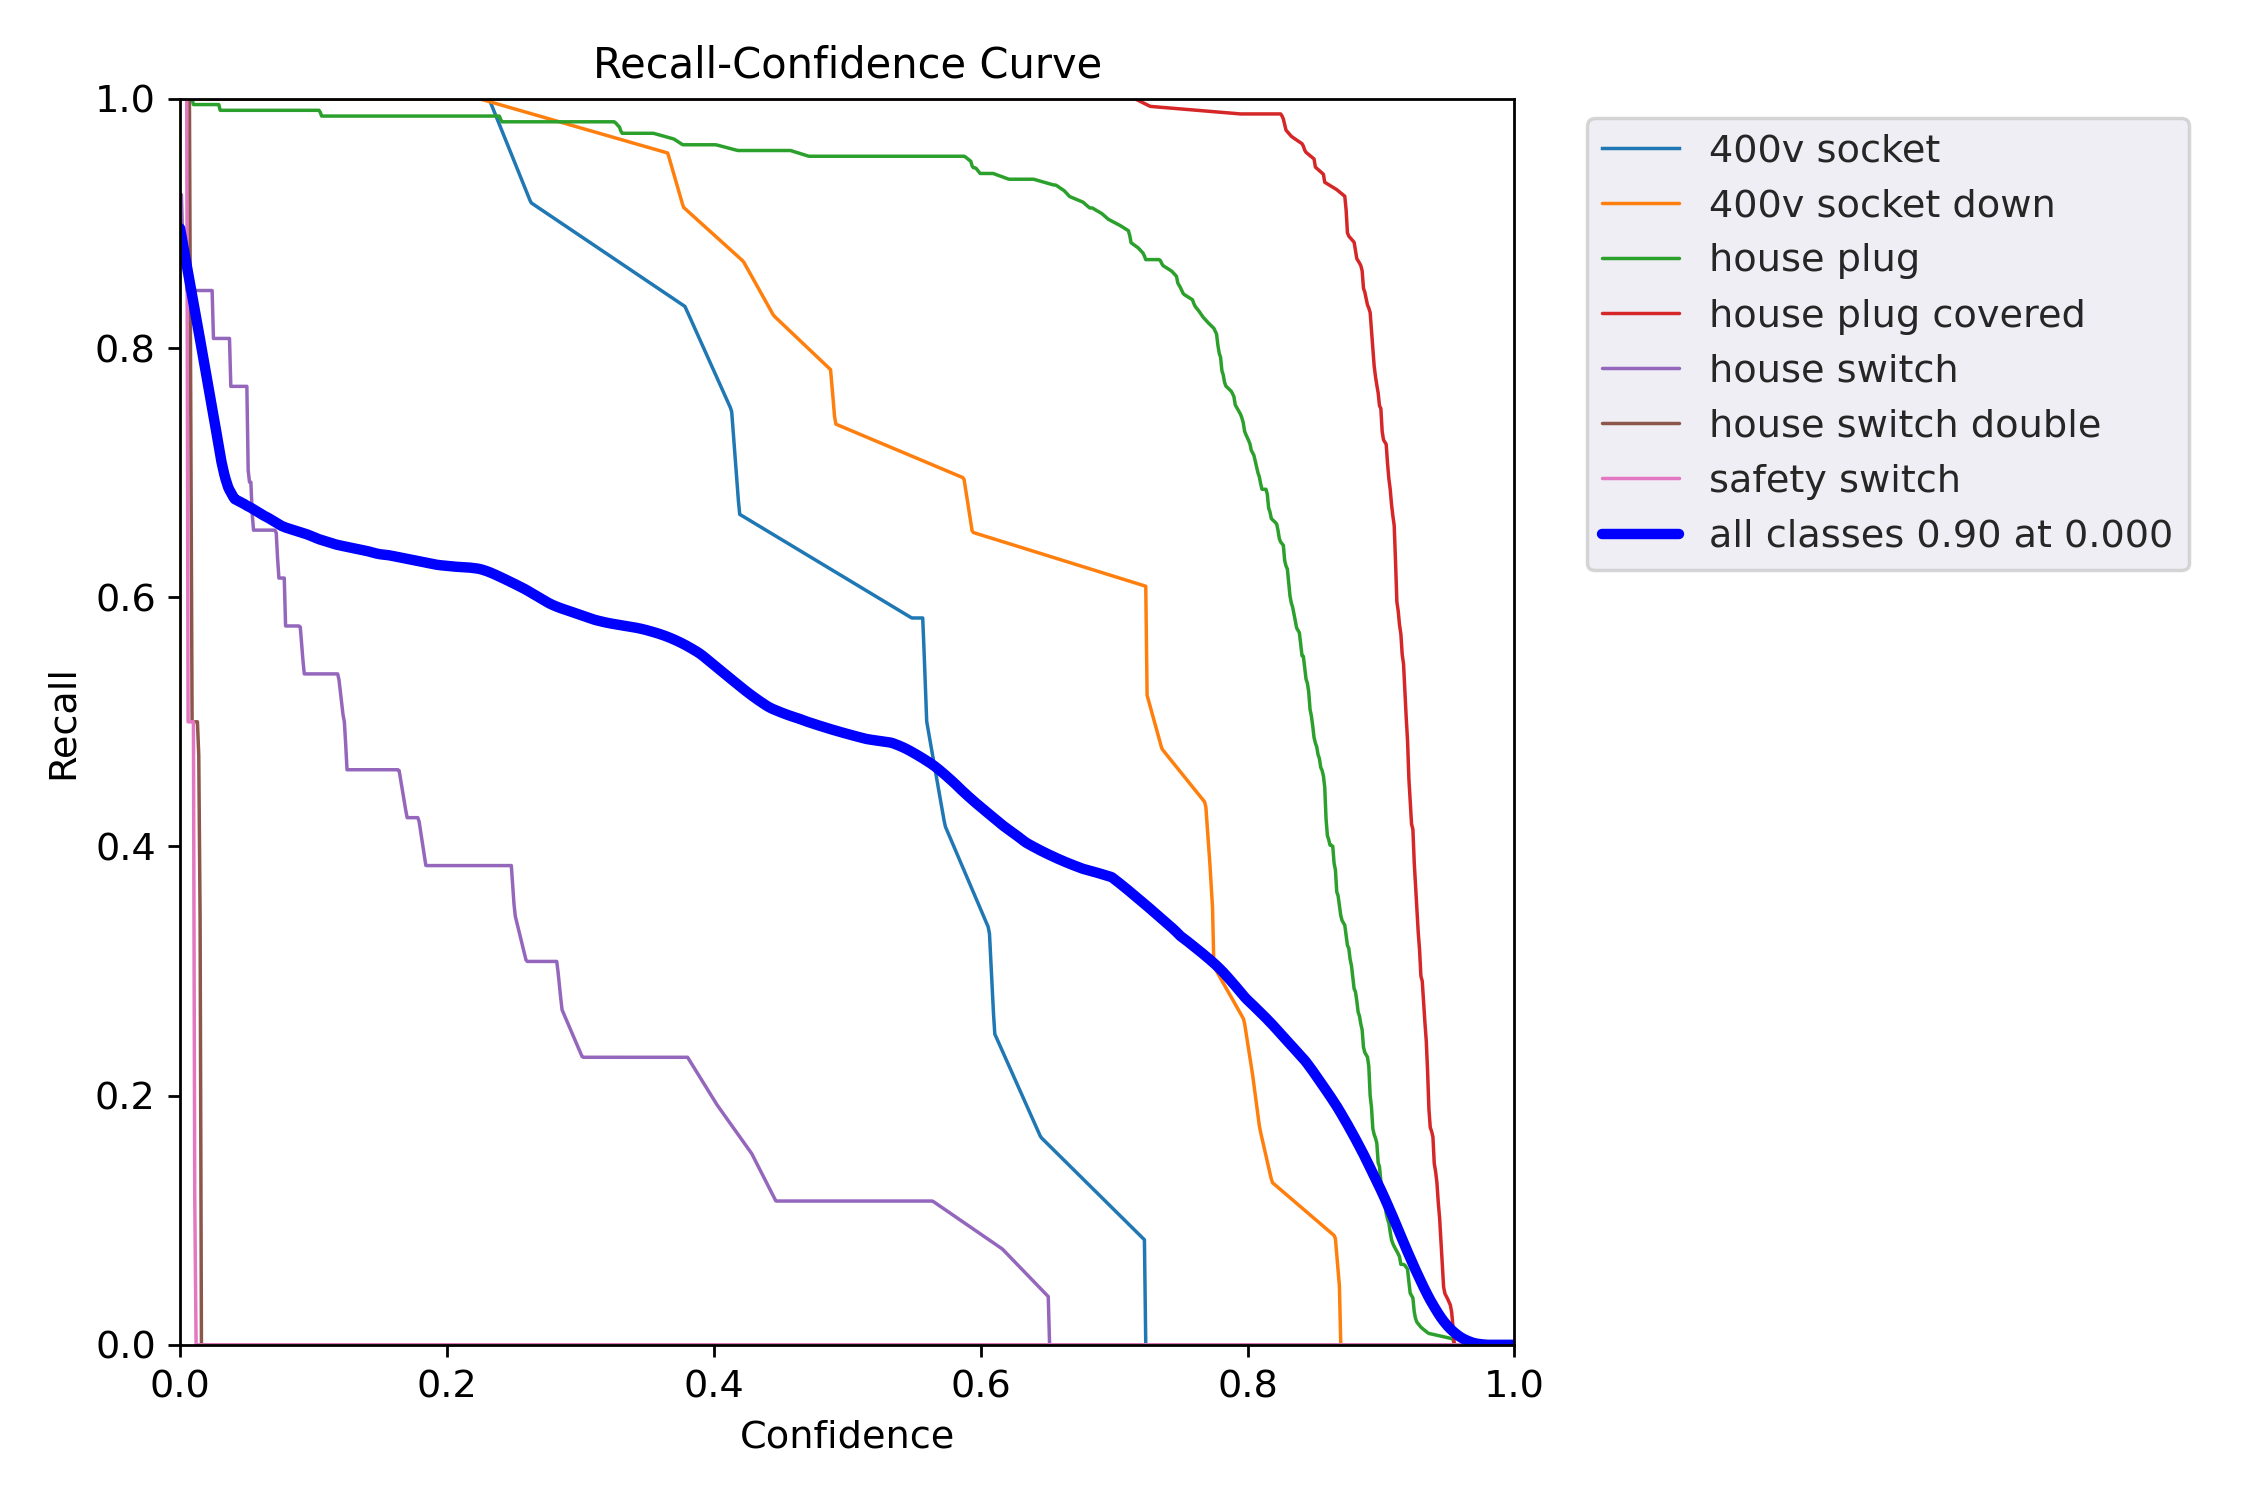 Recall-Confidence Curve
1.0
0.8
0.6
0.4
0.2
0.0
Recall
0.0 0.2 0.4 0.6 0.8 1.0
Confidence
400v socket
400v socket down
house plug
house plug covered
house switch
house switch double
safety switch
all classes 0.90 at 0.000